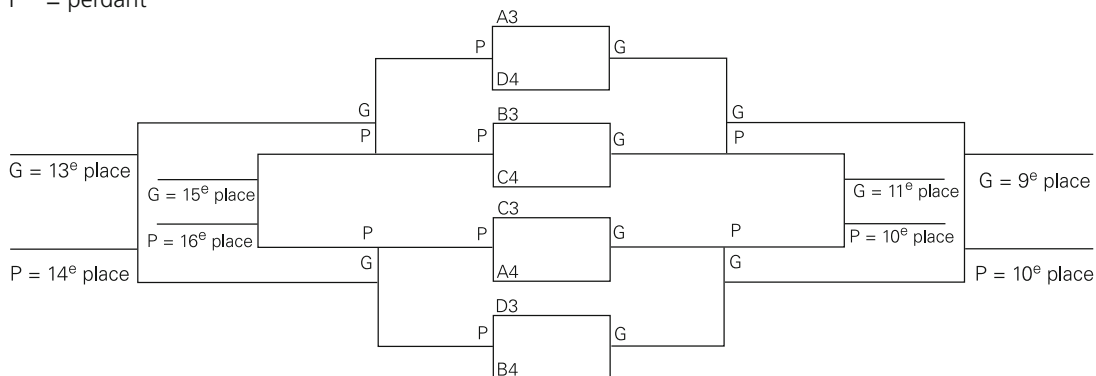 = perdant
A3
P G
D4
G G
B3
P P G P
C4
G = 13e place
G = 15e place
G = 11e place
G = 9e place
C3
P = 16e place
P P G P
P = 10e place
G G
A4
P = 14e place
P = 10e place
D3
P G
B4